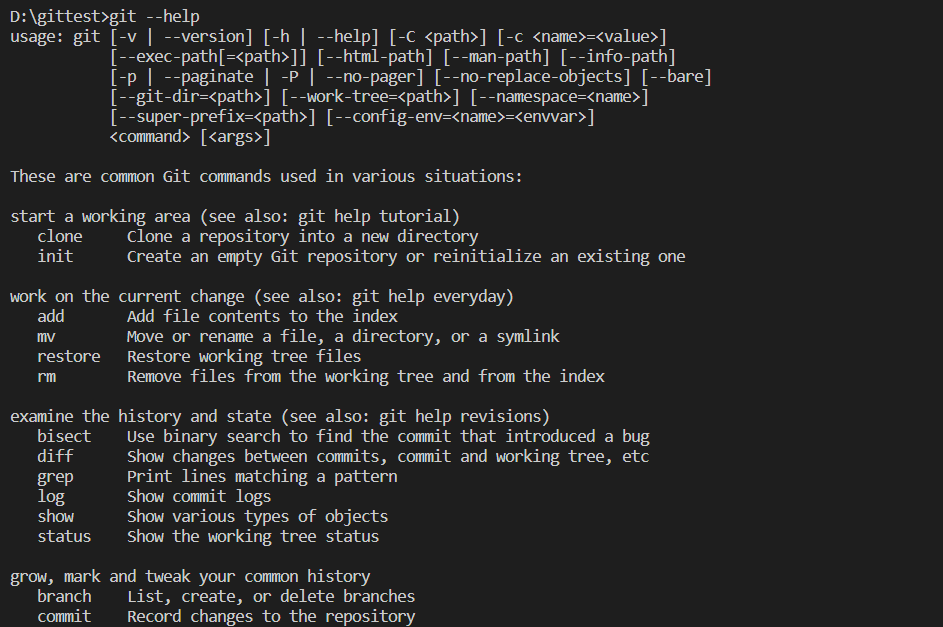 D:\gittest>git --help
usage: git [-v | --version] [-h | --help] [-C <path>] [-c <name>=<value>]
           [--exec-path[=<path>]] [--html-path] [--man-path] [--info-path]
           [-p | --paginate | -P | --no-pager] [--no-replace-objects] [--bare]
           [--git-dir=<path>] [--work-tree=<path>] [--namespace=<name>]
           [--super-prefix=<path>] [--config-env=<name>=<envvar>]
           <command> [<args>]

These are common Git commands used in various situations:

start a working area (see also: git help tutorial)
   clone     Clone a repository into a new directory
   init      Create an empty Git repository or reinitialize an existing one

work on the current change (see also: git help everyday)
   add       Add file contents to the index
   mv        Move or rename a file, a directory, or a symlink
   restore   Restore working tree files
   rm        Remove files from the working tree and from the index

examine the history and state (see also: git help revisions)
   bisect    Use binary search to find the commit that introduced a bug
   diff      Show changes between commits, commit and working tree, etc
   grep      Print lines matching a pattern
   log       Show commit logs
   show      Show various types of objects
   status    Show the working tree status

grow, mark and tweak your common history
   branch    List, create, or delete branches
   commit    Record changes to the repository